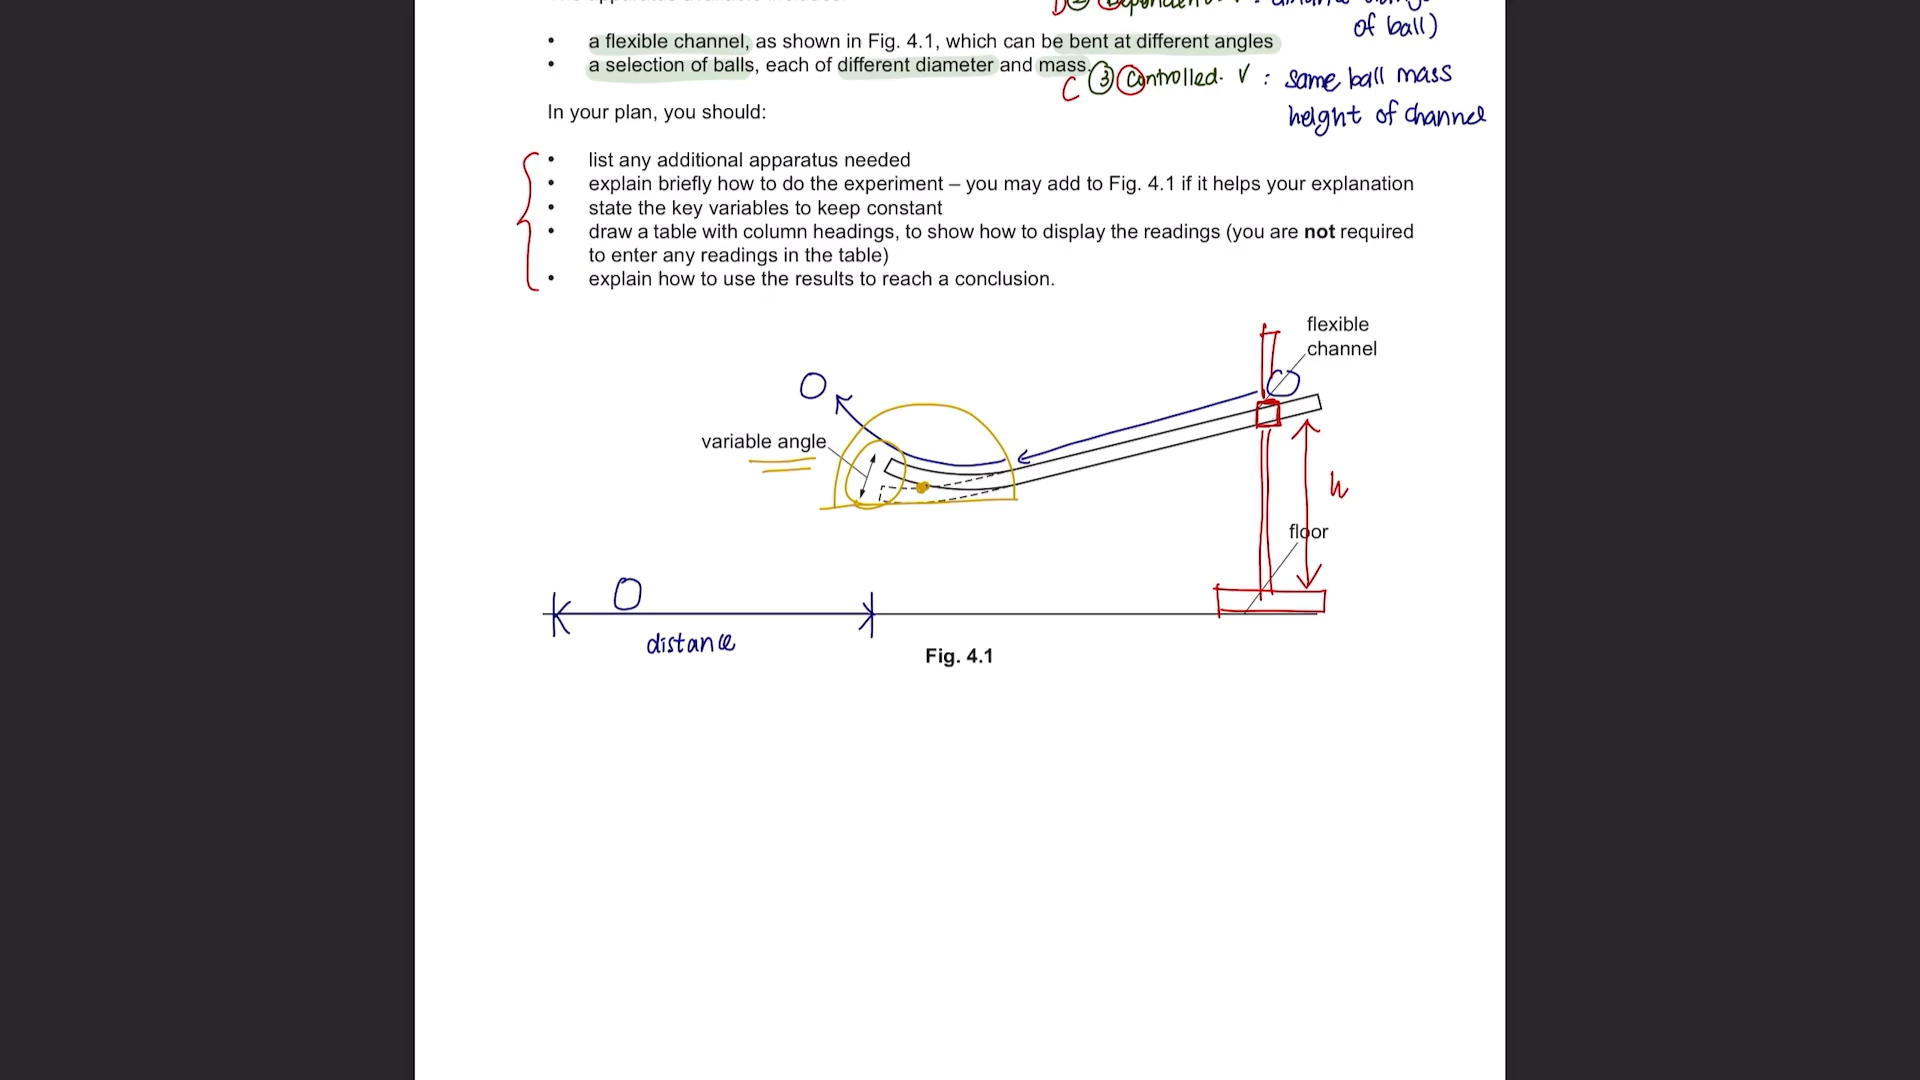 • a flexible channel, as shown in Fig. 4.1, which can be bent at different angles
of ball)
• a selection of balls, each of different diameter and mass.
C ③ Controlled. V : same ball mass
height of channel
In your plan, you should:
• list any additional apparatus needed
• explain briefly how to do the experiment – you may add to Fig. 4.1 if it helps your explanation
• state the key variables to keep constant
• draw a table with column headings, to show how to display the readings (you are not required
to enter any readings in the table)
• explain how to use the results to reach a conclusion.
flexible
channel
variable angle
h
floor
distance
Fig. 4.1